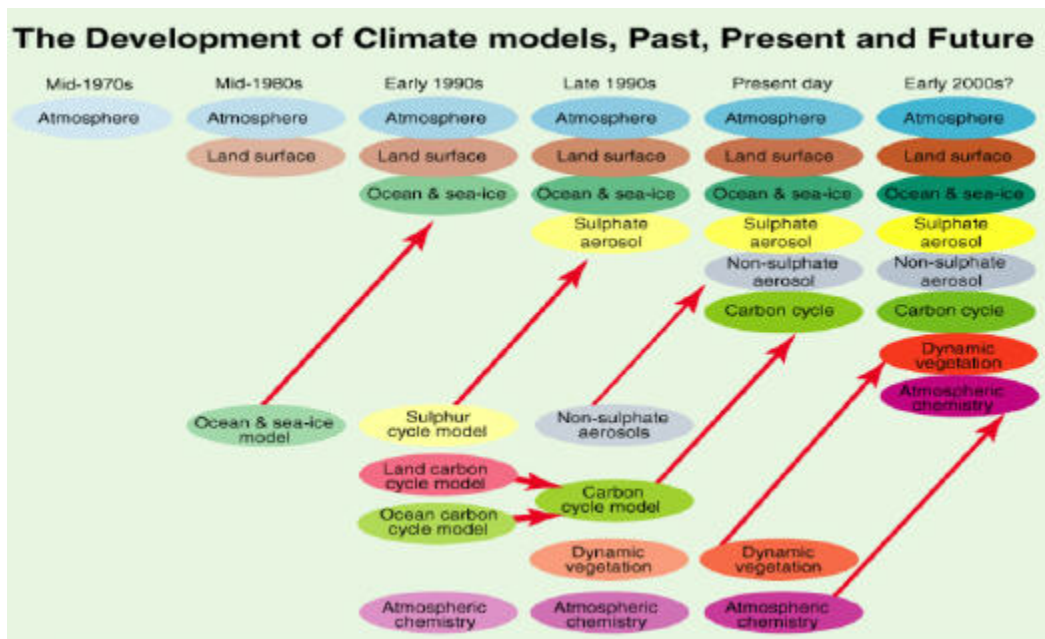 The Development of Climate models, Past, Present and Future
Mid-1970s Mid-1980s Early 1990s Late 1990s Present day Early 2000s?
Atmosphere Atmosphere Atmosphere Atmosphere Atmosphere Atmosphere
Land surface Land surface Land surface Land surface Land surface
Ocean & sea-ice Ocean & sea-ice Ocean & sea-ice Ocean & sea-ice
Sulphate Sulphate Sulphate
aerosol aerosol aerosol
Non-sulphate Non-sulphate
aerosol aerosol
Carbon cycle Carbon cycle
Dynamic
vegetation
Atmospheric
chemistry
Ocean & sea-ice
model
Sulphur
cycle model
Non-sulphate
aerosols
Land carbon
cycle model
Carbon
cycle model
Ocean carbon
cycle model
Dynamic Dynamic
vegetation vegetation
Atmospheric Atmospheric Atmospheric
chemistry chemistry chemistry